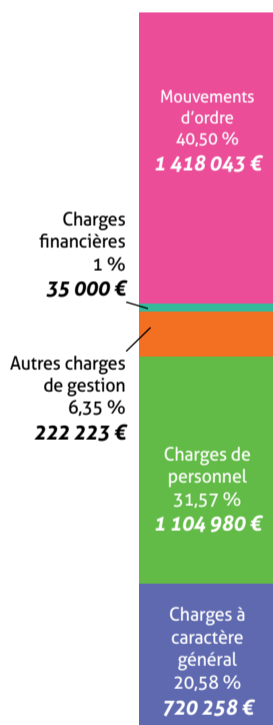 Mouvements
d'ordre
40,50 %
1 418 043 €
Charges
financières
1 %
35 000 €
Autres charges
de gestion
6,35 %
222 223 €
Charges de
personnel
31,57 %
1 104 980 €
Charges à
caractère
général
20,58 %
720 258 €